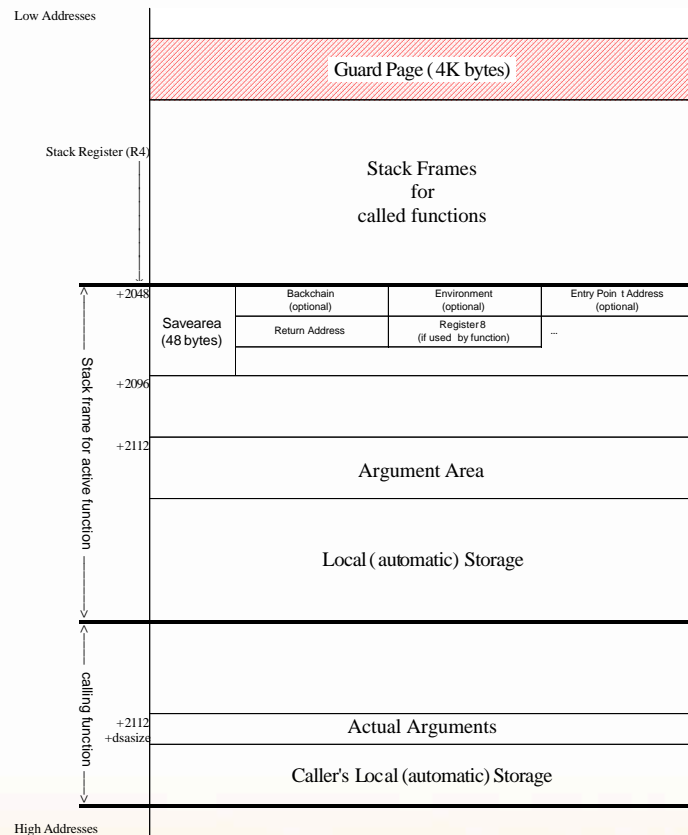 Low Addresses
Guard Page ( 4K bytes)
Stack Register (R4)
Stack Frames
for
called functions
+2048
Savearea
(48 bytes)
Backchain
(optional)
Environment
(optional)
Entry Poin t Address
(optional)
Return Address
Register 8
(if used by function)
...
+2096
Stack frame for active function
+2112
Argument Area
Local ( automatic) Storage
calling function
+2112
+dsasize
Actual Arguments
Caller's Local (automatic) Storage
High Addresses